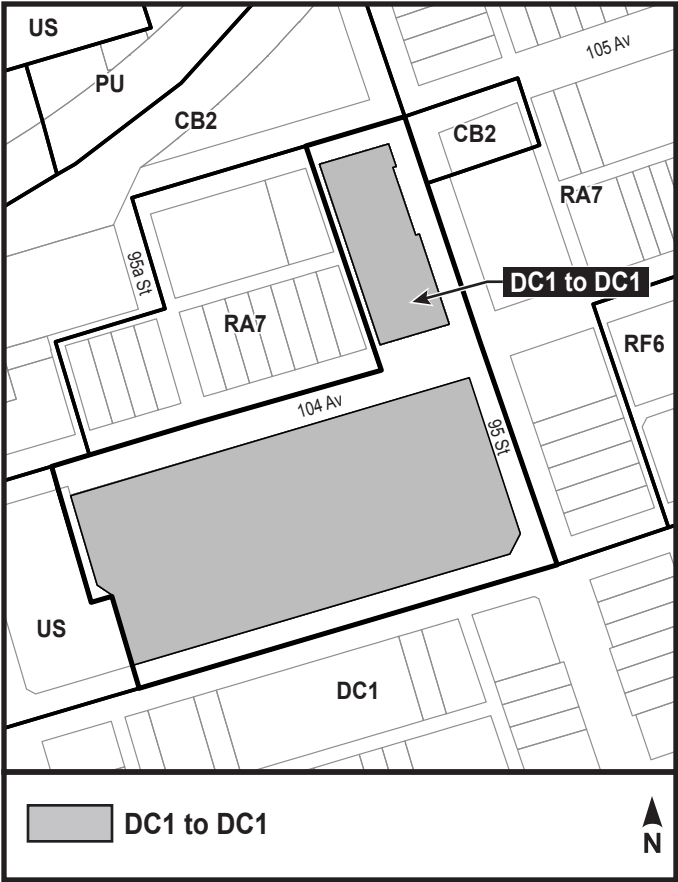 US
PU
105 Av
CB2
CB2
RA7
95a St
DC1 to DC1
RA7
RF6
104 Av
95 St
US
DC1
DC1 to DC1
N